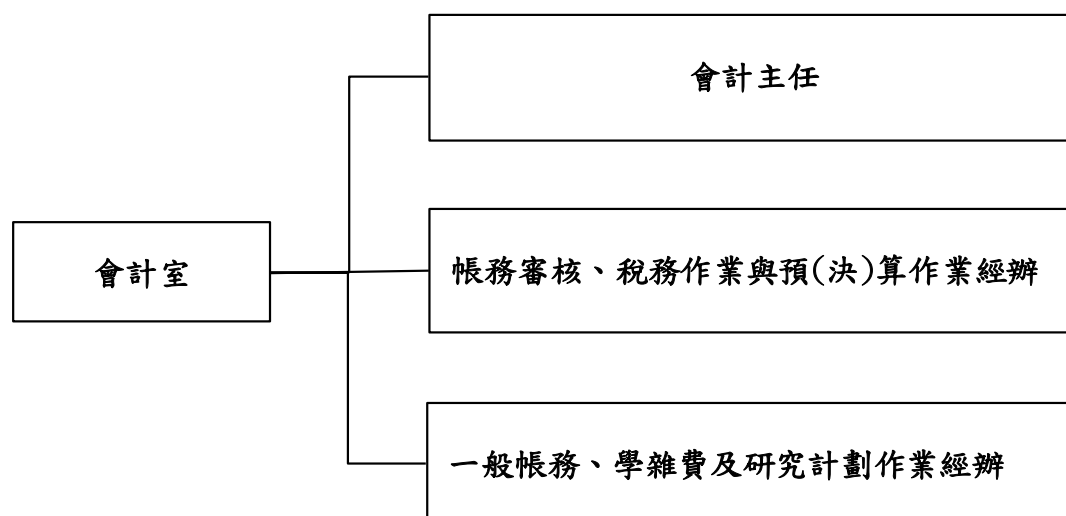 會計主任
會計室
帳務審核、稅務作業與預(決)算作業經辦
一般帳務、學雜費及研究計劃作業經辦